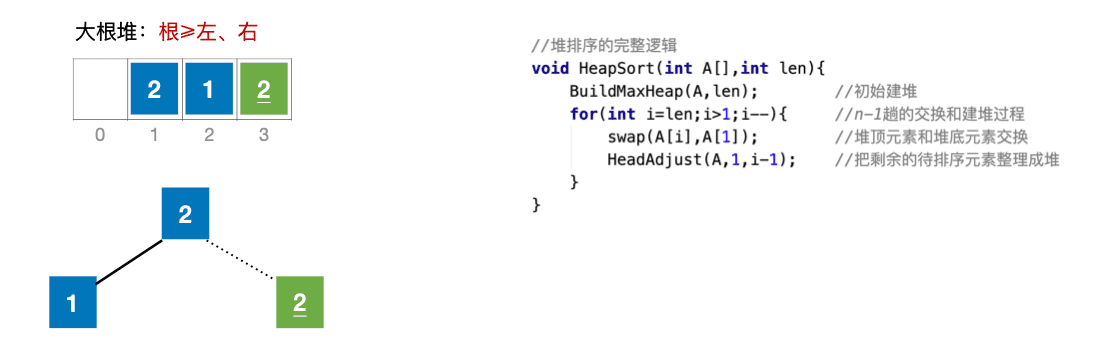 大根堆：根≥左、右
2 1 2
0 1 2 3
2
1 2
//堆排序的完整逻辑
void HeapSort(int A[],int len){
BuildMaxHeap(A,len); //初始建堆
for(int i=len;i>1;i--){ //n-1趟的交换和建堆过程
swap(A[i],A[1]); //堆顶元素和堆底元素交换
HeadAdjust(A,1,i-1); //把剩余的待排序元素整理成堆
}
}